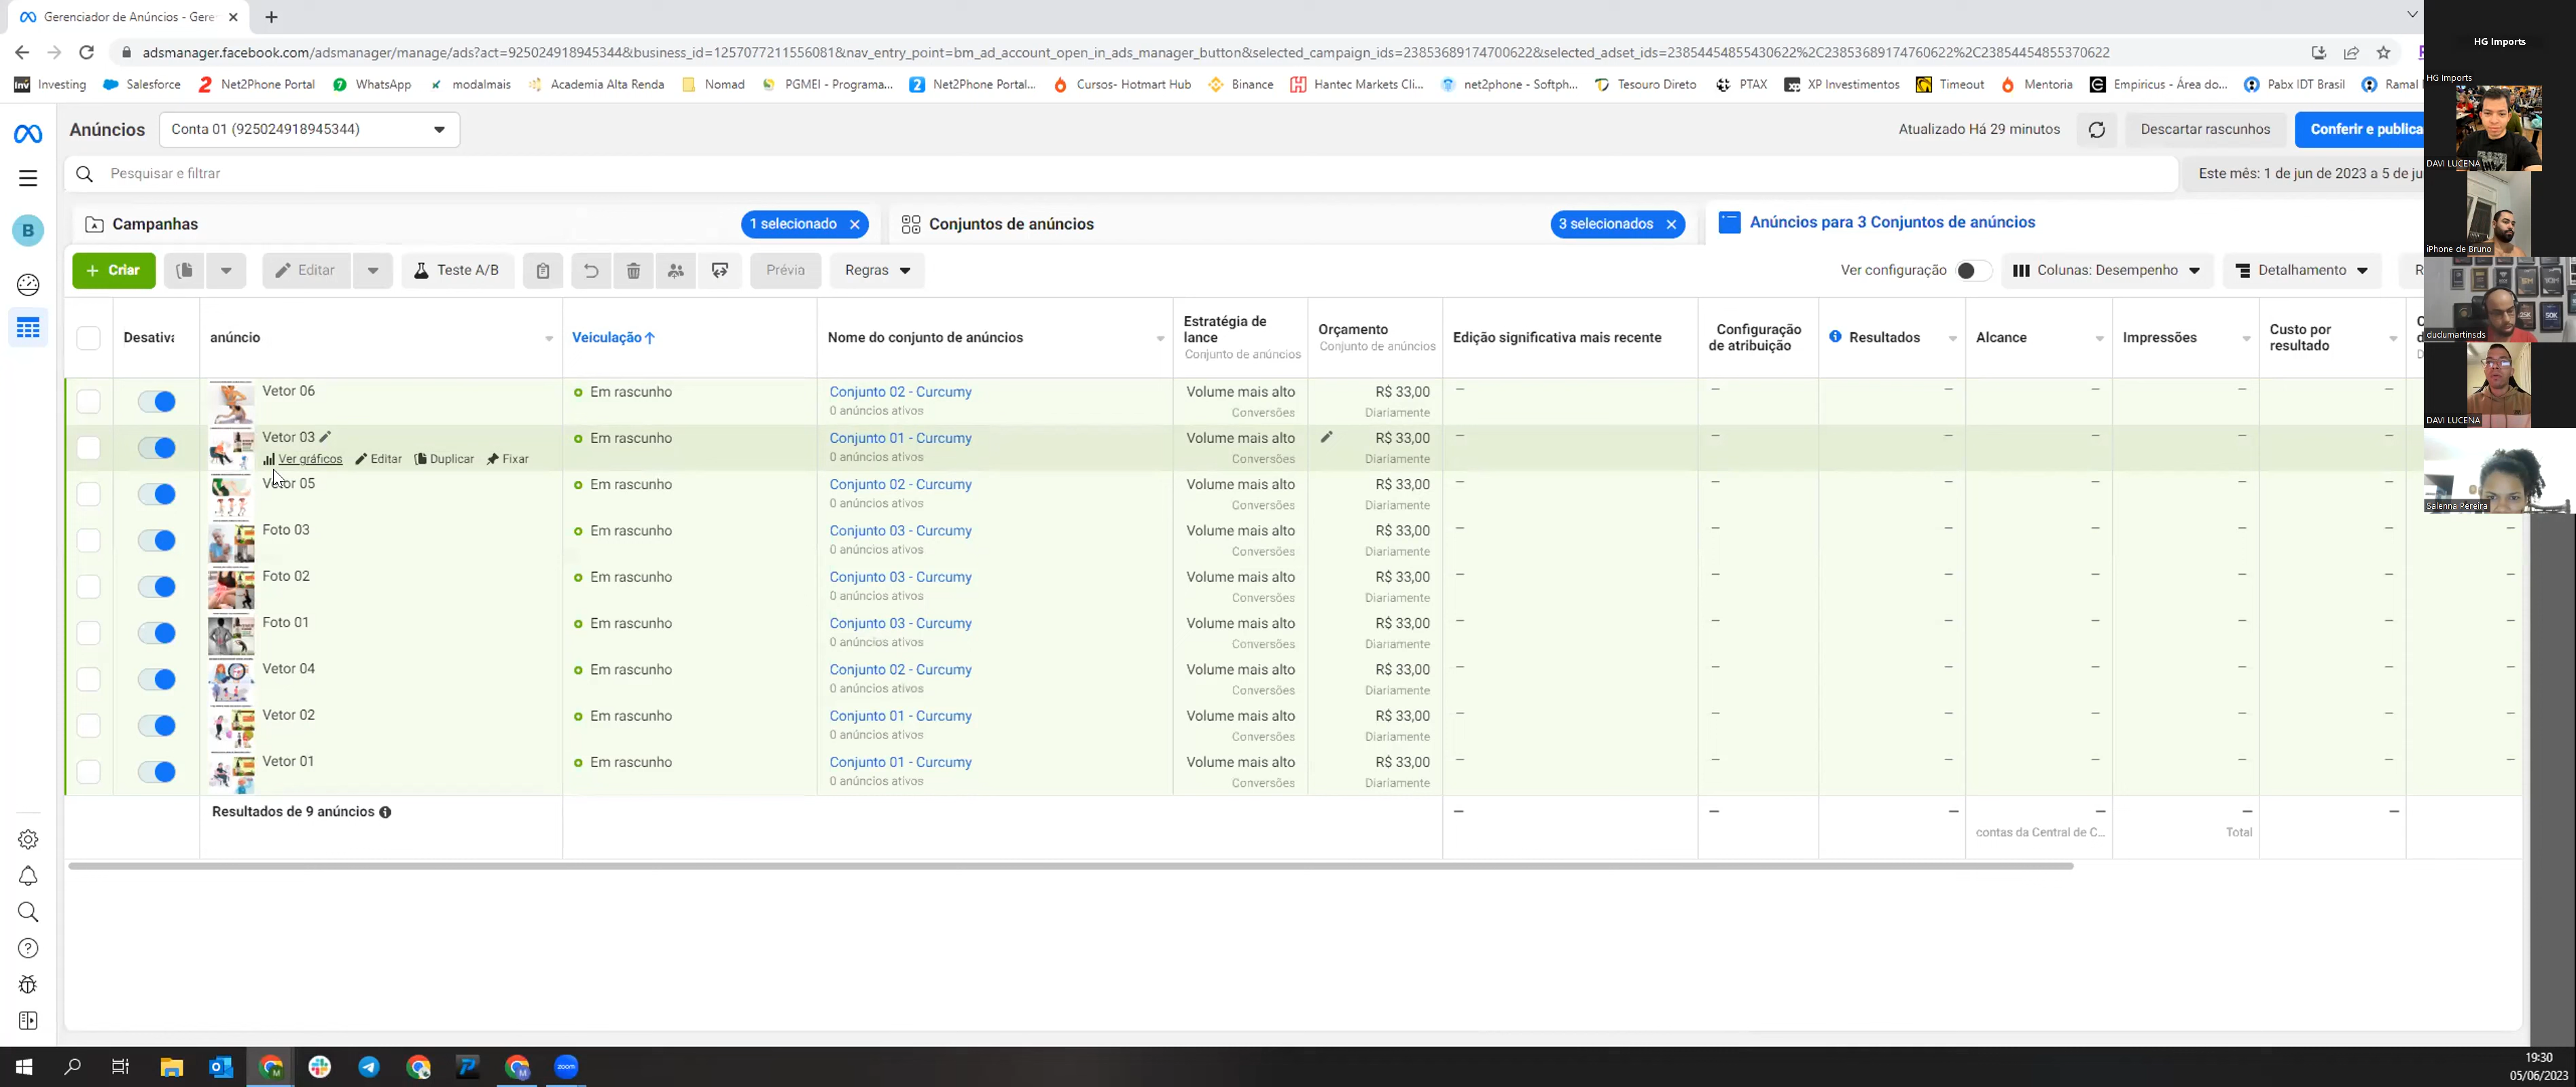 Gerenciador de Anúncios - Gere
adsmanager.facebook.com/adsmanager/manage/ads?act=925024918945344&business_id=1257077211556081&nav_entry_point=bm_ad_account_open_in_ads_manager_button&selected_campaign_ids=23853689174700622&selected_adset_ids=23854454855430622%2C23853689174760622%2C23854454855370622
Investing Salesforce Net2Phone Portal WhatsApp modalmais Academia Alta Renda Nomad PGMEI - Programa... Net2Phone Portal... Cursos- Hotmart Hub Binance Hantec Markets Cli... net2phone - Softph... Tesouro Direto PTAX XP Investimentos Timeout Mentoria Empiricus - Área do... Pabx IDT Brasil Ramal
HG Imports
HG Imports
DAVI LUCENA
iPhone de Bruno
dudumartinsds
DAVI LUCENA
Salenna Pereira
Anúncios Conta 01 (925024918945344) Atualizado Há 29 minutos Descartar rascunhos Conferir e publica
Pesquisar e filtrar Este mês: 1 de jun de 2023 a 5 de ju
B
Campanhas 1 selecionado Conjuntos de anúncios 3 selecionados Anúncios para 3 Conjuntos de anúncios
+ Criar Editar Teste A/B Prévia Regras Ver configuração Colunas: Desempenho Detalhamento R
Desativa anúncio Veiculação↑ Nome do conjunto de anúncios Estratégia de lance Conjunto de anúncios Orçamento Conjunto de anúncios Edição significativa mais recente Configuração de atribuição Resultados Alcance Impressões Custo por resultado
Vetor 06 Em rascunho Conjunto 02 - Curcumy Volume mais alto R$ 33,00 – – – – – –
0 anúncios ativos Conversões Diariamente
Vetor 03 Em rascunho Conjunto 01 - Curcumy Volume mais alto R$ 33,00 – – – – – –
Ver gráficos Editar Duplicar Fixar 0 anúncios ativos Conversões Diariamente
Vetor 05 Em rascunho Conjunto 02 - Curcumy Volume mais alto R$ 33,00 – – – – – –
0 anúncios ativos Conversões Diariamente
Foto 03 Em rascunho Conjunto 03 - Curcumy Volume mais alto R$ 33,00 – – – – – –
0 anúncios ativos Conversões Diariamente
Foto 02 Em rascunho Conjunto 03 - Curcumy Volume mais alto R$ 33,00 – – – – – –
0 anúncios ativos Conversões Diariamente
Foto 01 Em rascunho Conjunto 03 - Curcumy Volume mais alto R$ 33,00 – – – – – –
0 anúncios ativos Conversões Diariamente
Vetor 04 Em rascunho Conjunto 02 - Curcumy Volume mais alto R$ 33,00 – – – – – –
0 anúncios ativos Conversões Diariamente
Vetor 02 Em rascunho Conjunto 01 - Curcumy Volume mais alto R$ 33,00 – – – – – –
0 anúncios ativos Conversões Diariamente
Vetor 01 Em rascunho Conjunto 01 - Curcumy Volume mais alto R$ 33,00 – – – – – –
0 anúncios ativos Conversões Diariamente
Resultados de 9 anúncios – – – – – –
contas da Central de C... Total
zoom
19:30
05/06/2023